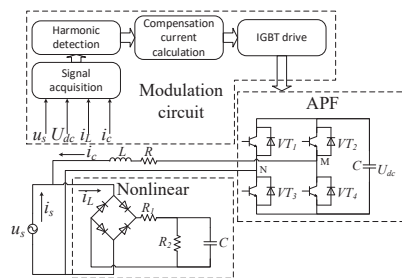 Harmonic
detection
Compensation
current
calculation
IGBT drive
Signal
acquisition
Modulation
circuit
u_s U_dc i_L i_c
APF
VT_1
VT_2
M
N
VT_3
VT_4
C
U_dc
i_c
L
R
Nonlinear
i_L
i_s
u_s
R_1
R_2
C